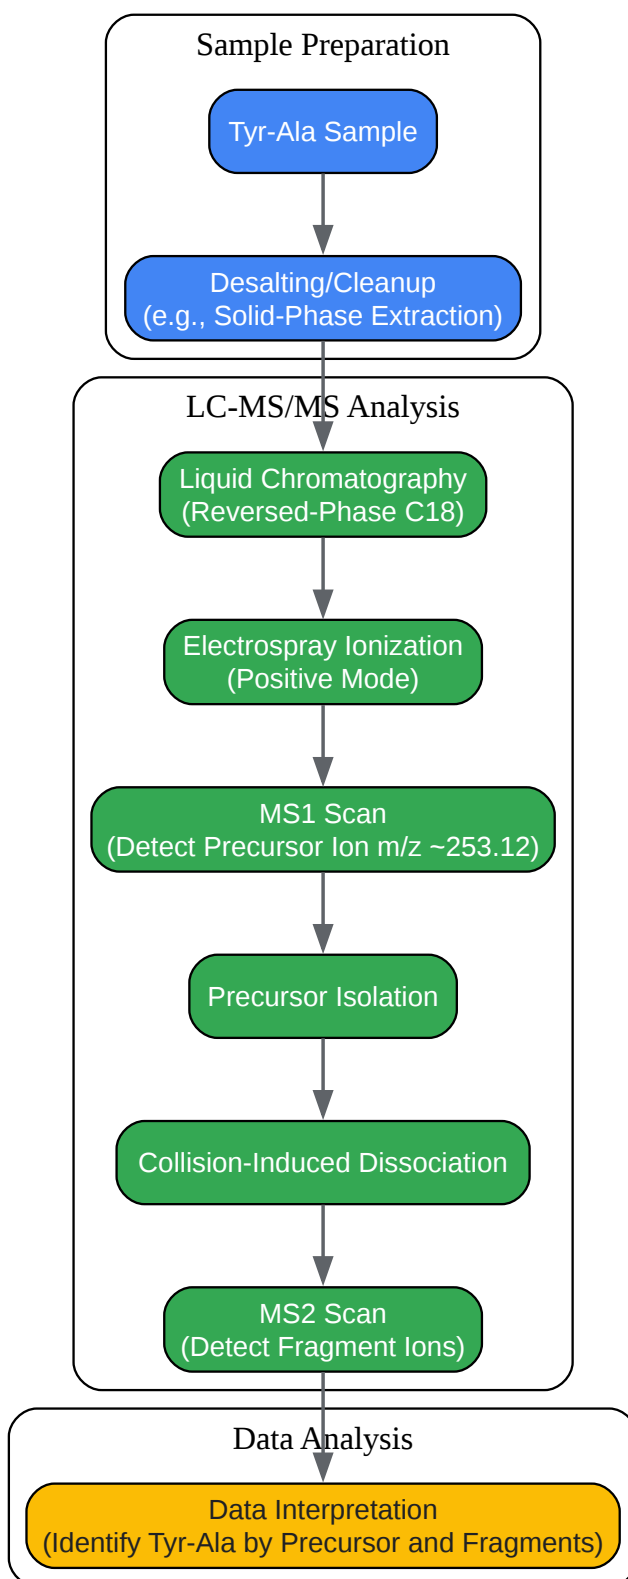 Sample Preparation
Tyr-Ala Sample
Desalting/Cleanup
(e.g., Solid-Phase Extraction)
LC-MS/MS Analysis
Liquid Chromatography
(Reversed-Phase C18)
Electrospray Ionization
(Positive Mode)
MS1 Scan
(Detect Precursor Ion m/z ~253.12)
Precursor Isolation
Collision-Induced Dissociation
MS2 Scan
(Detect Fragment Ions)
Data Analysis
Data Interpretation
(Identify Tyr-Ala by Precursor and Fragments)